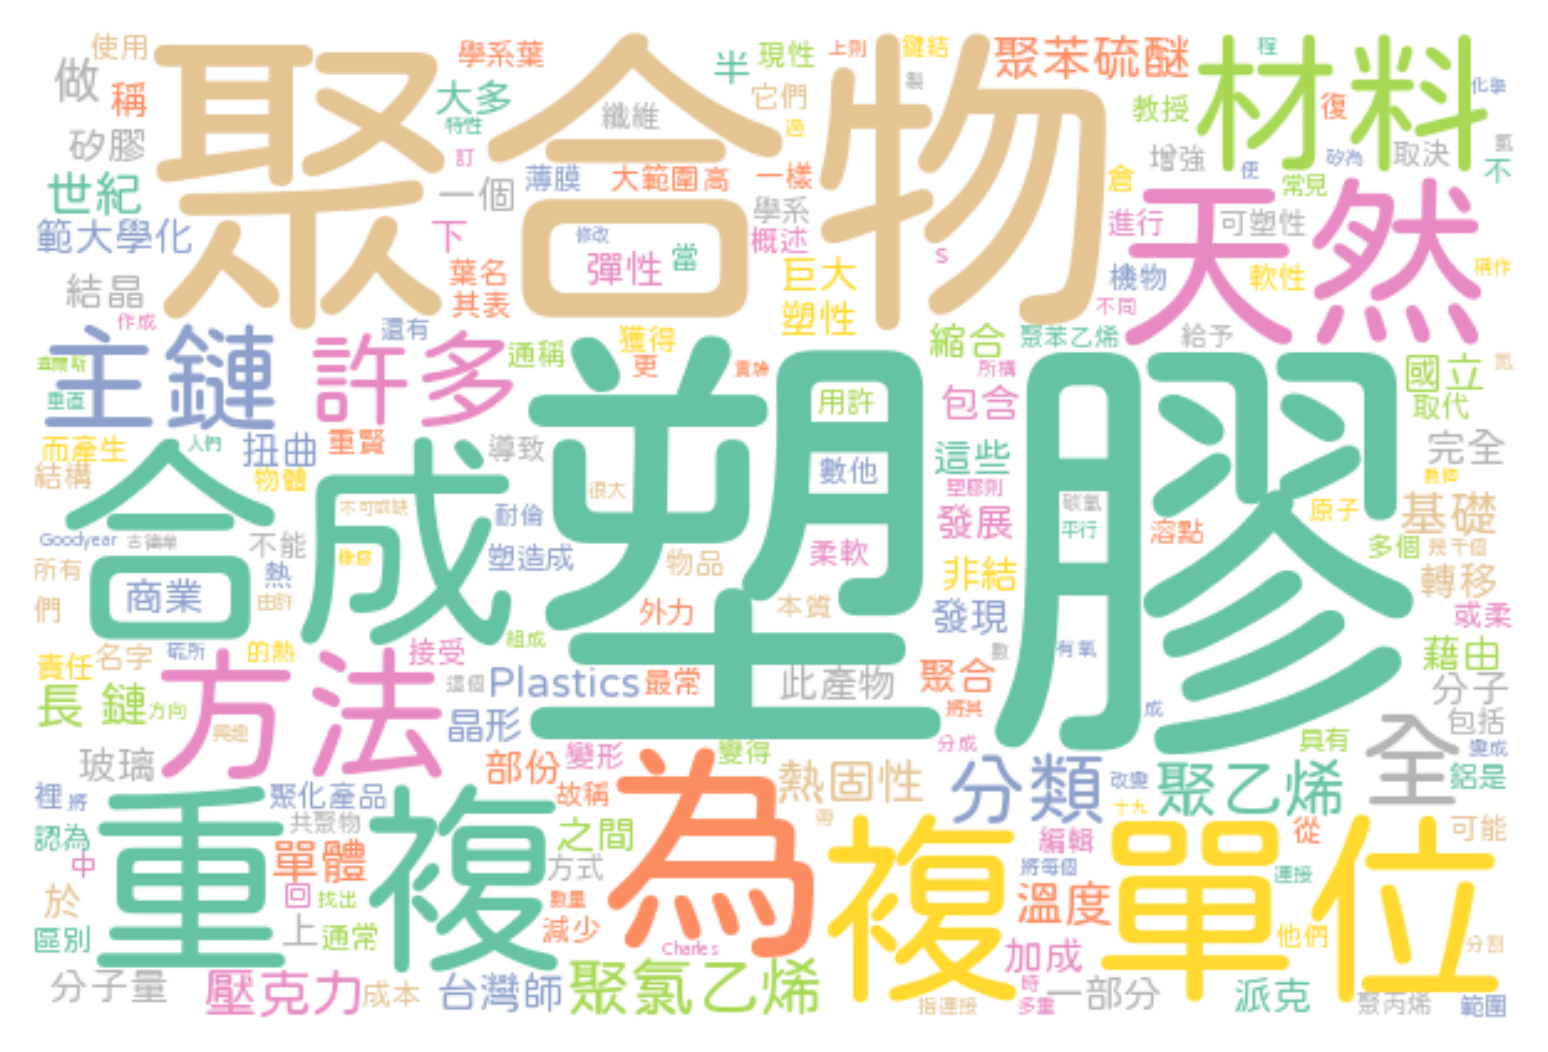 使用
學系葉
半
現性
上則
鍵結
聚苯硫醚
程
材料
做
稱
聚合物
大多
特性
纖維
它們
過
製
教授
復
化學
矽膠
訂
增強
矽為
取決
氫
世紀
一個
薄膜
大範圍高
一樣
倉
便
常見
不
範大學化
下
修改
彈性
當
學系
概述
s
進行
可塑性
天然
結晶
葉名
其表
巨大
塑性
機物
軟性
稱作
作成
還有
不同
主鏈
許多
通稱
獲得
更
縮合
聚苯乙烯
給予
所構
國立
氮
垂直
用許
包含
取代
而產生
人們
扭曲
重賢
導致
塑膠
數他
這些
完全
結構
物體
很大
塑膠則
碳氫
數個
合成
不可或缺
耐倫
發展
平行
溶點
原子
基礎
Goodyear
古德業
不能
橡膠
塑造成
物品
柔軟
多個
幾千個
所有
商業
熱
非結
轉移
們
由許
外力
本質
發現
或柔
責任
名字
硫所
的熱
接受
組成
有氧
數
藉由
長 鏈
方向
方法
這個
Plastics
最常
此產物
聚合
分子
晶形
將其
成
包括
玻璃
部份
變形
變得
分成
具有
全
變成
裡
將
聚化產品
故稱
為
熱固性
分類
改變
聚乙烯
鋁是
認為
共聚物
之間
十九
重複
中
單體
方式
複單位
編輯
從
可能
於
回
找出
數量
將每個
連接
區別
上
通常
減少
溫度
他們
分割
Charles
加成
分子量
壓克力
成本
台灣師
聚氯乙烯
指連接
時
多重
一部分
派克
聚丙烯
範圍